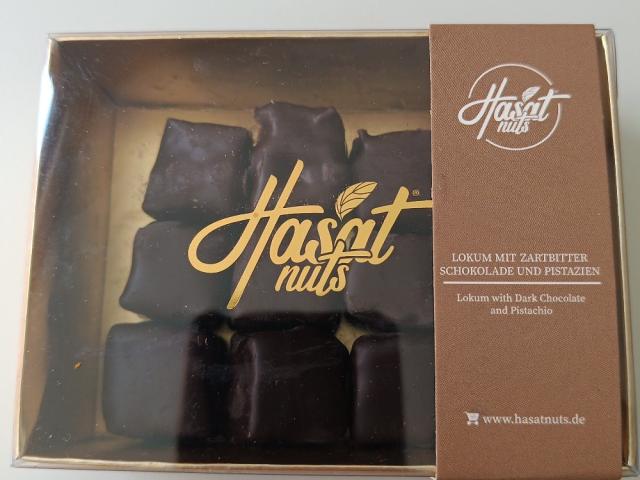 Hasat®
nuts
Hasat
nuts
LOKUM MIT ZARTBITTER
SCHOKOLADE UND PISTAZIEN
Lokum with Dark Chocolate
and Pistachio
www.hasatnuts.de